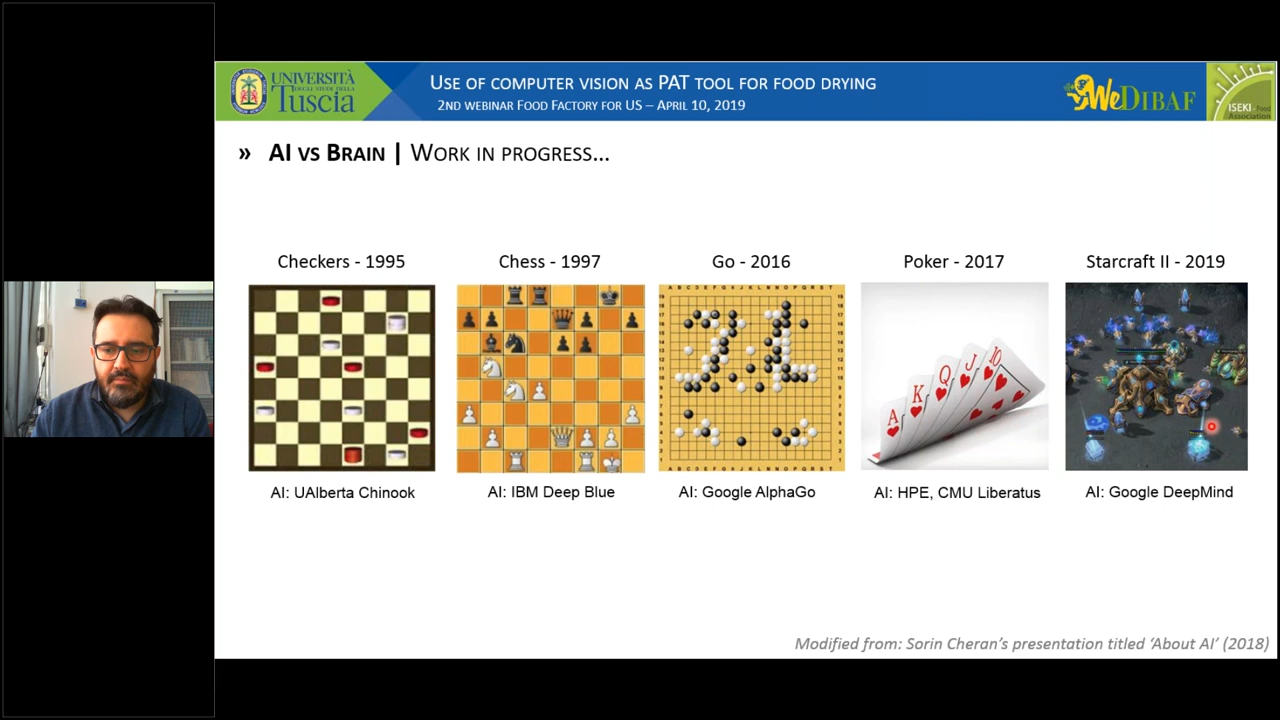 UNIVERSITÀ
DEGLI STUDI DELLA
TUSCIA
USE OF COMPUTER VISION AS PAT TOOL FOR FOOD DRYING
2ND WEBINAR FOOD FACTORY FOR US – APRIL 10, 2019
WEDIBAF
ISEKI-Food
Association
» AI VS BRAIN | WORK IN PROGRESS...
Checkers - 1995
Chess - 1997
Go - 2016
Poker - 2017
Starcraft II - 2019
A K Q J 10
AI: UAlberta Chinook
AI: IBM Deep Blue
AI: Google AlphaGo
AI: HPE, CMU Liberatus
AI: Google DeepMind
Modified from: Sorin Cheran's presentation titled 'About AI' (2018)